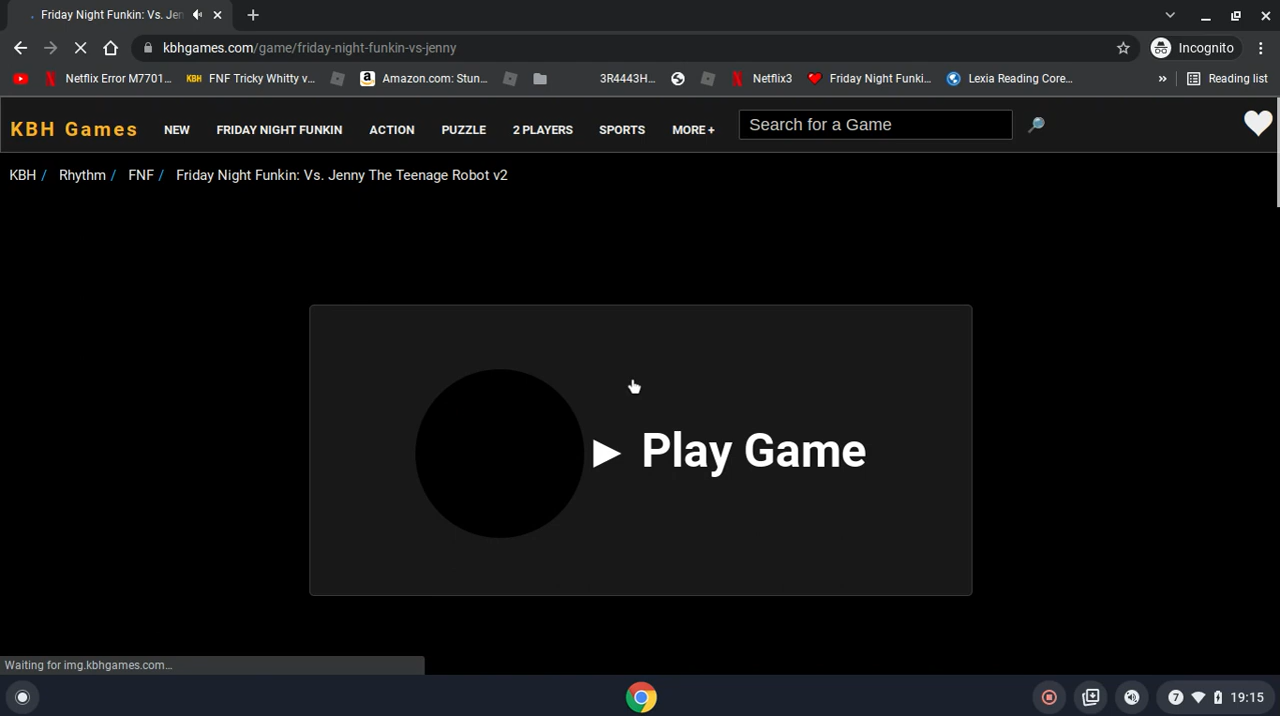 Friday Night Funkin: Vs. Jen
kbhgames.com/game/friday-night-funkin-vs-jenny
Incognito
Netflix Error M7701... KBH FNF Tricky Whitty v... a Amazon.com: Stun... 3R4443H... Netflix3 Friday Night Funki... Lexia Reading Core... » Reading list
KBH Games NEW FRIDAY NIGHT FUNKIN ACTION PUZZLE 2 PLAYERS SPORTS MORE + Search for a Game
KBH / Rhythm / FNF / Friday Night Funkin: Vs. Jenny The Teenage Robot v2
Play Game
Waiting for img.kbhgames.com...
7 19:15